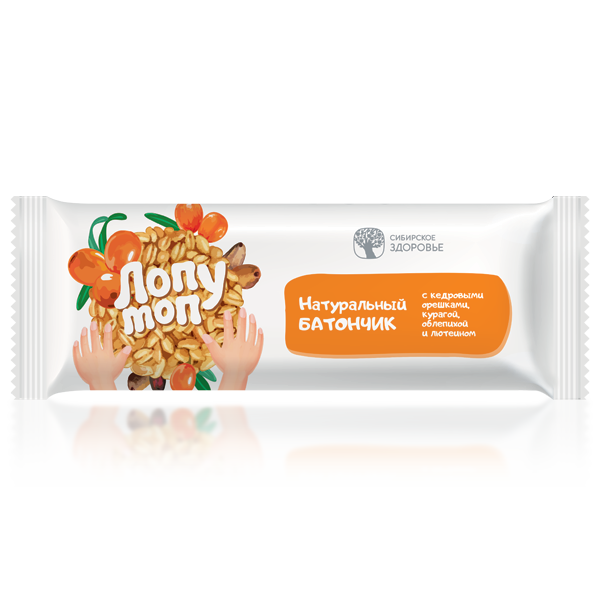 Лопу
топ
СИБИРСКОЕ
ЗДОРОВЬЕ
Натуральный
БАТОНЧИК
с кедровыми
орешками,
курагой,
облепихой
и лютеином